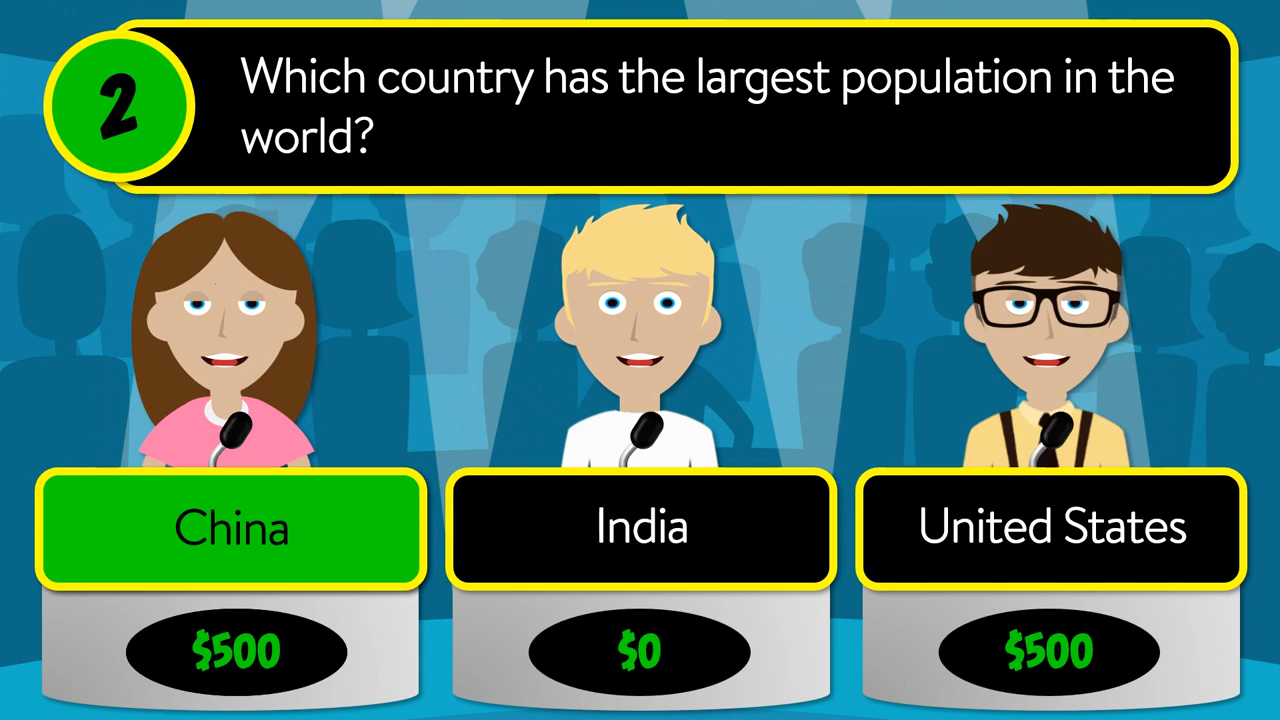 2
Which country has the largest population in the
world?
China
India
United States
$500
$0
$500